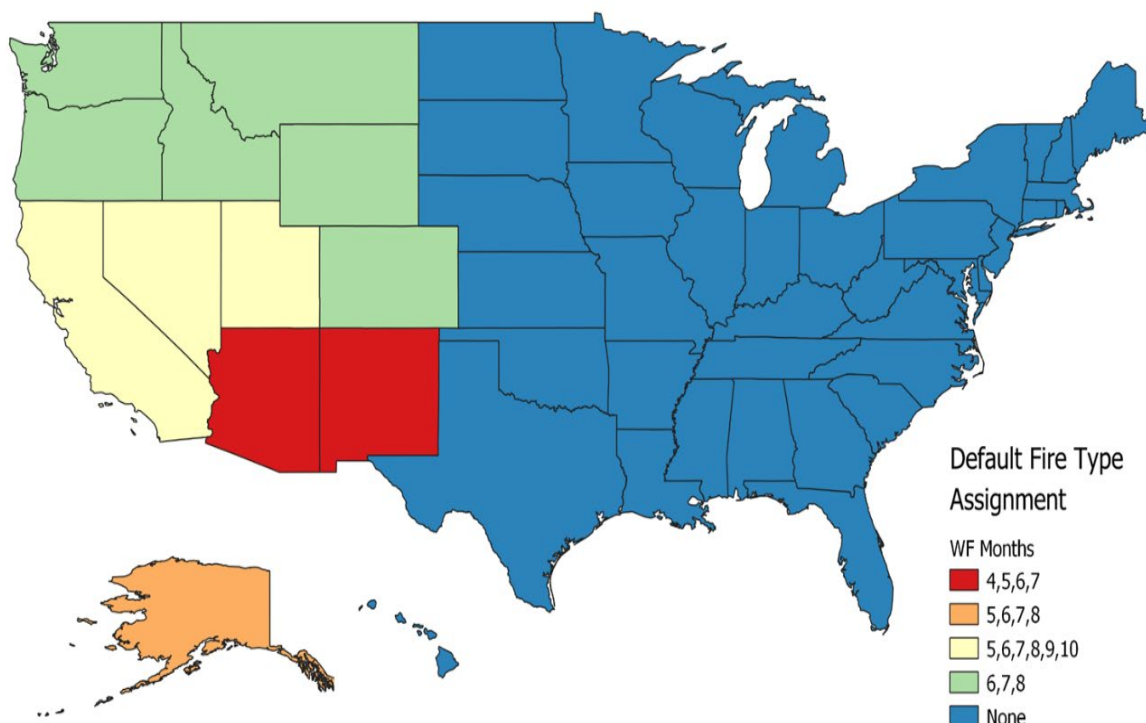 Default Fire Type
Assignment
WF Months
4,5,6,7
5,6,7,8
5,6,7,8,9,10
6,7,8
None